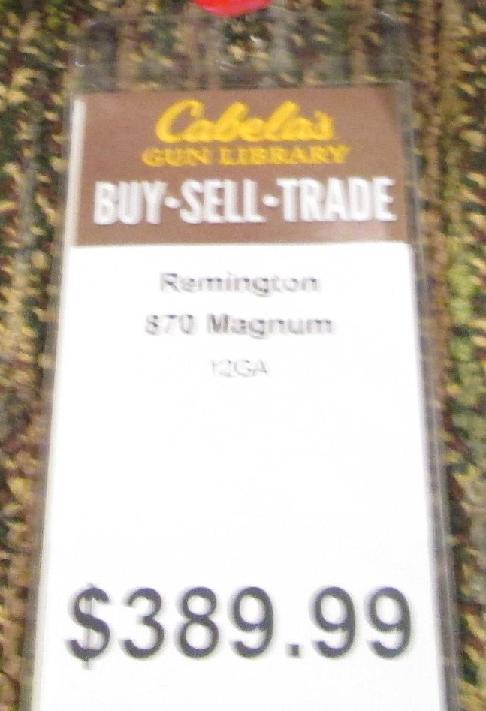 Cabela's
GUN LIBRARY
BUY·SELL·TRADE
Remington
870 Magnum
12GA
$389.99